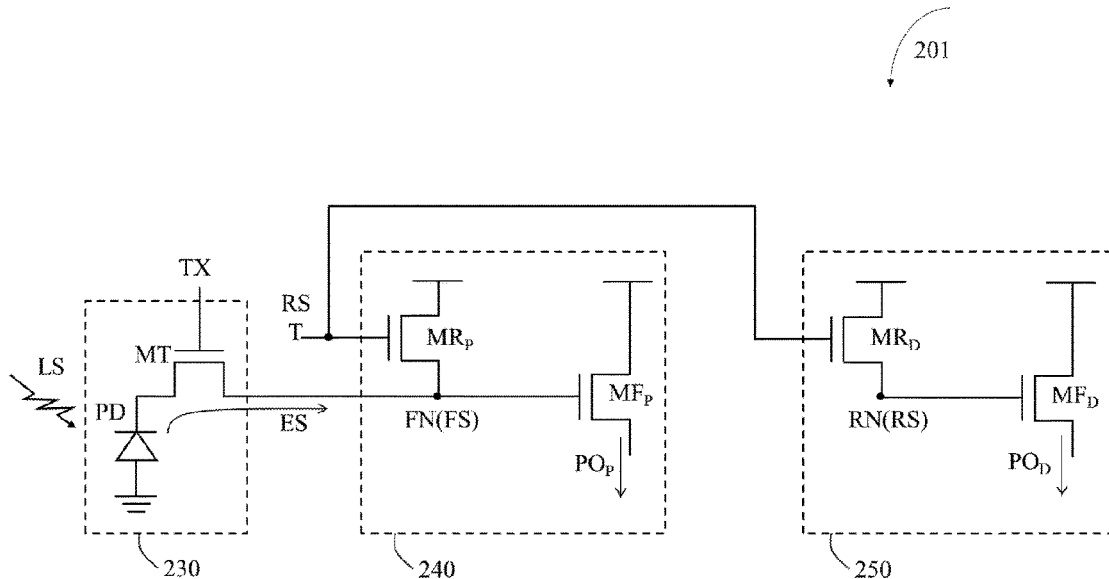 201
TX
RS
T
MR_P
MR_D
MT
LS
MF_P
MF_D
PD
ES
FN(FS)
RN(RS)
PO_P
PO_D
230
240
250